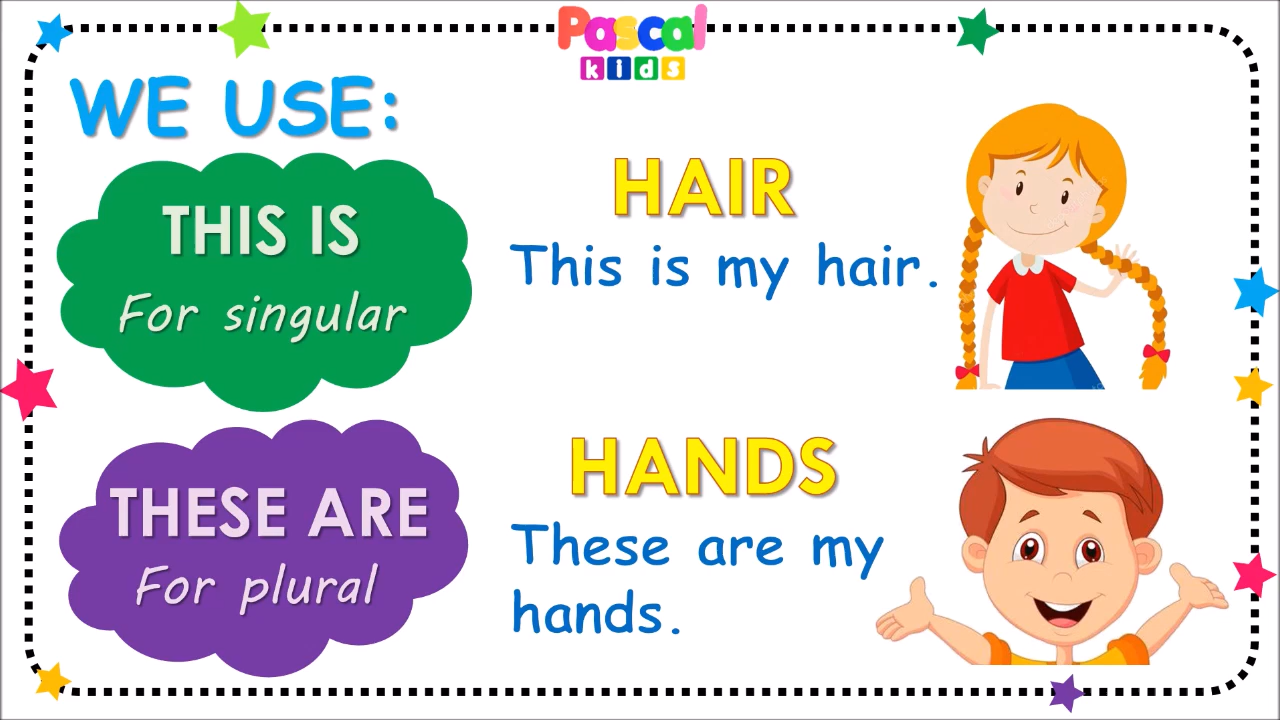 Pascal
kids
WE USE:
THIS IS
For singular
HAIR
This is my hair.
THESE ARE
For plural
HANDS
These are my
hands.